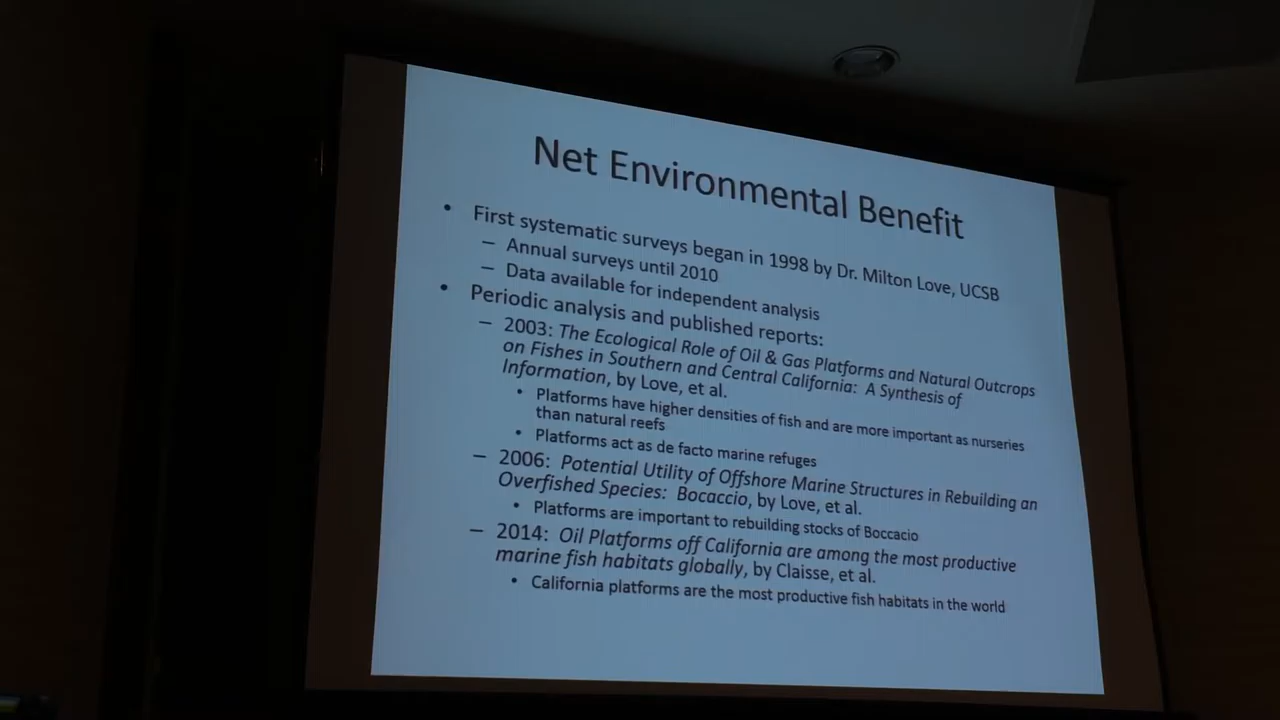 Net Environmental Benefit
• First systematic surveys began in 1998 by Dr. Milton Love, UCSB
– Annual surveys until 2010
– Data available for independent analysis
• Periodic analysis and published reports:
– 2003: The Ecological Role of Oil & Gas Platforms and Natural Outcrops
on Fishes in Southern and Central California: A Synthesis of
Information, by Love, et al.
• Platforms have higher densities of fish and are more important as nurseries
than natural reefs
• Platforms act as de facto marine refuges
– 2006: Potential Utility of Offshore Marine Structures in Rebuilding an
Overfished Species: Bocaccio, by Love, et al.
• Platforms are important to rebuilding stocks of Boccacio
– 2014: Oil Platforms off California are among the most productive
marine fish habitats globally, by Claisse, et al.
• California platforms are the most productive fish habitats in the world